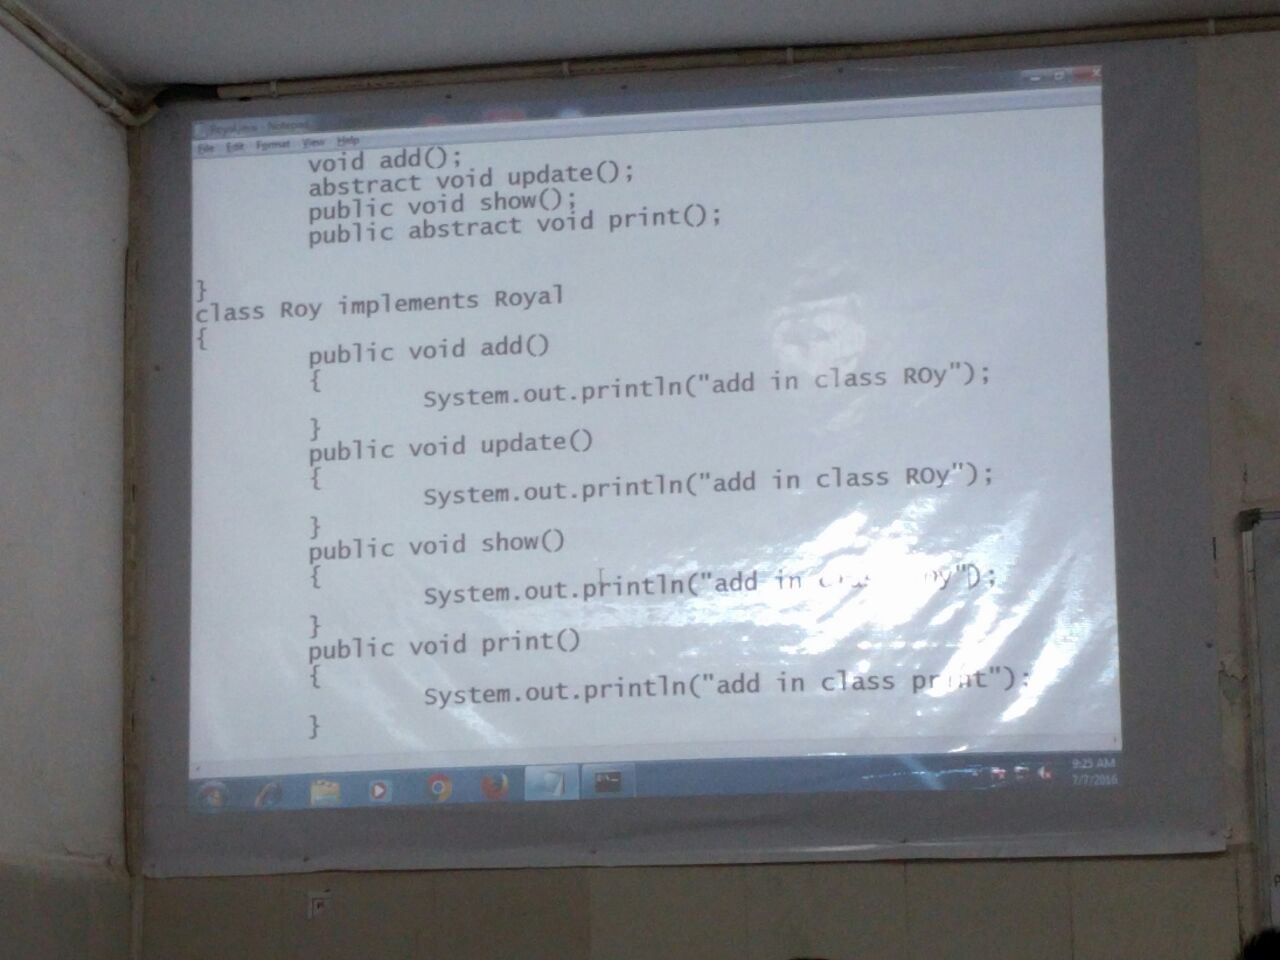 Notepad
File Edit Format View Help
void add();
abstract void update();
public void show();
public abstract void print();
}
class Roy implements Royal
{
public void add()
{
System.out.println("add in class ROy");
}
public void update()
{
System.out.println("add in class ROy");
}
public void show()
{
System.out.println("add in
}
public void print()
{
System.out.println("add in class print");
}
9:25 AM
7/7/2016